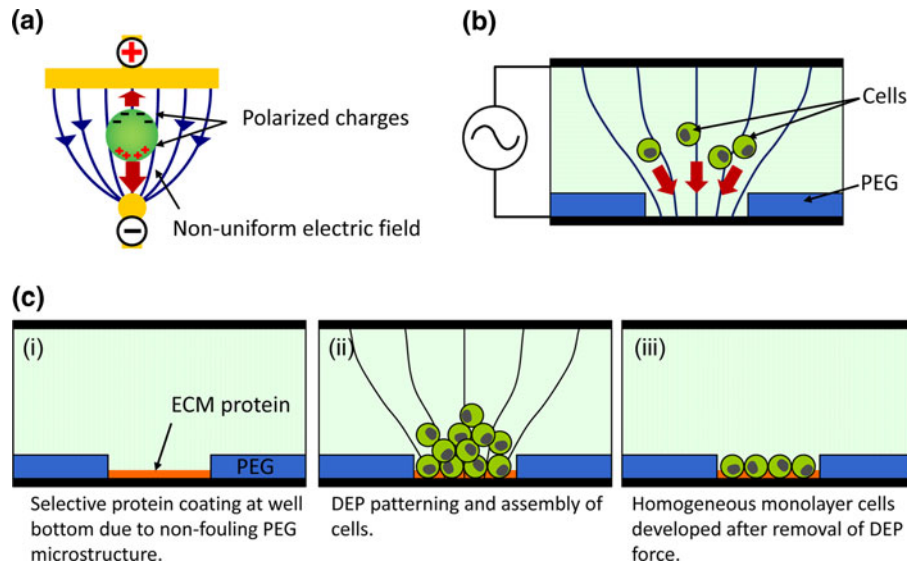 (a)
+
Polarized charges
Non-uniform electric field
−
(b)
Cells
PEG
(c)
(i)
ECM protein
PEG
Selective protein coating at well
bottom due to non-fouling PEG
microstructure.
(ii)
DEP patterning and assembly of
cells.
(iii)
Homogeneous monolayer cells
developed after removal of DEP
force.